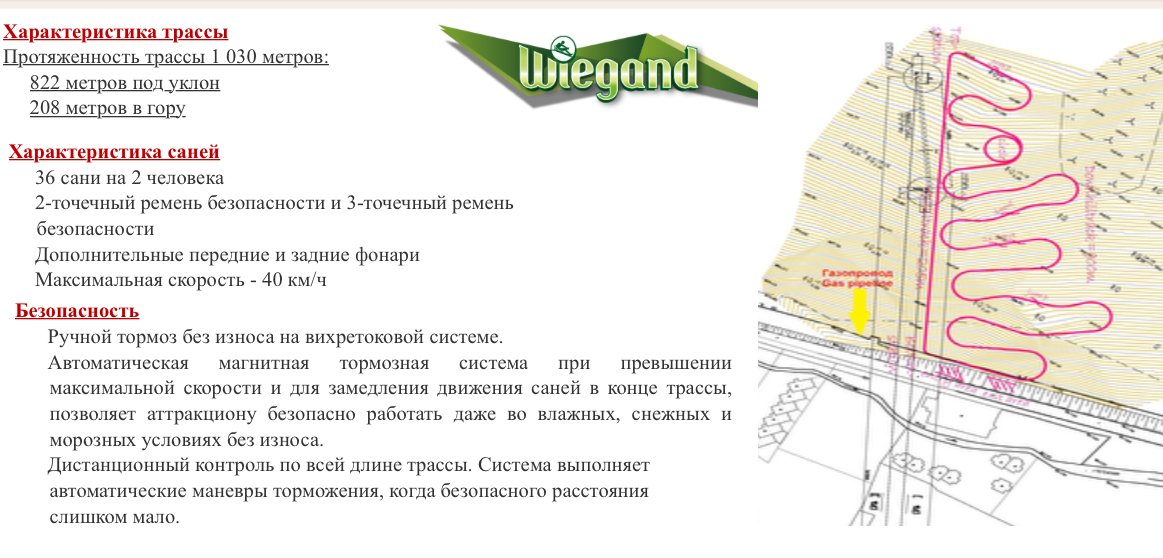 Характеристика трассы
Протяженность трассы 1 030 метров:
822 метров под уклон
208 метров в гору
Wiegand
Характеристика саней
36 сани на 2 человека
2-точечный ремень безопасности и 3-точечный ремень
безопасности
Дополнительные передние и задние фонари
Максимальная скорость - 40 км/ч
Безопасность
Ручной тормоз без износа на вихретоковой системе.
Автоматическая магнитная тормозная система при превышении
максимальной скорости и для замедления движения саней в конце трассы,
позволяет аттракциону безопасно работать даже во влажных, снежных и
морозных условиях без износа.
Дистанционный контроль по всей длине трассы. Система выполняет
автоматические маневры торможения, когда безопасного расстояния
слишком мало.
Газопровод
Gas pipeline